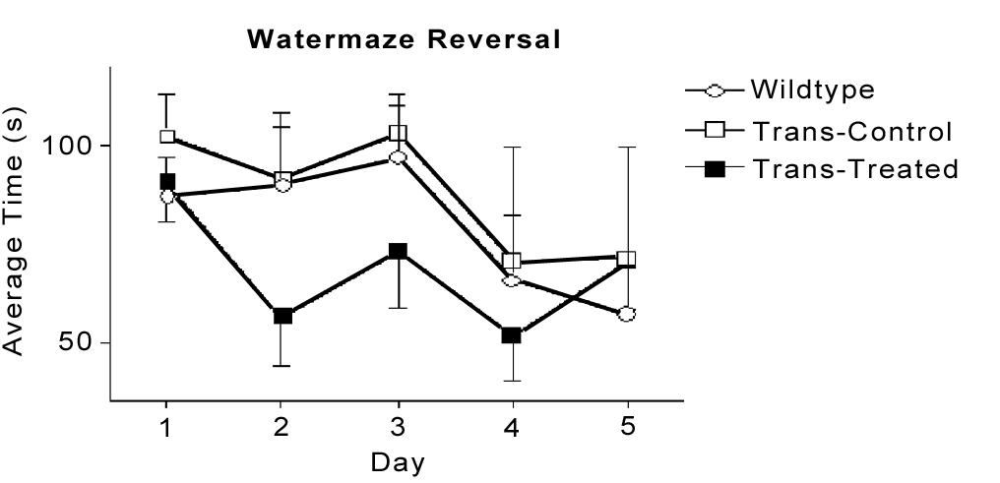 Watermaze Reversal
Wildtype
Trans-Control
Trans-Treated
Average Time (s)
100
50
1 2 3 4 5
Day